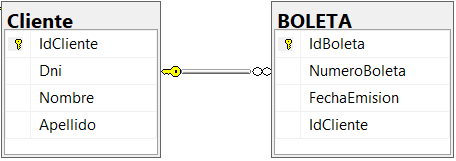 Cliente
IdCliente
Dni
Nombre
Apellido
BOLETA
IdBoleta
NumeroBoleta
FechaEmision
IdCliente